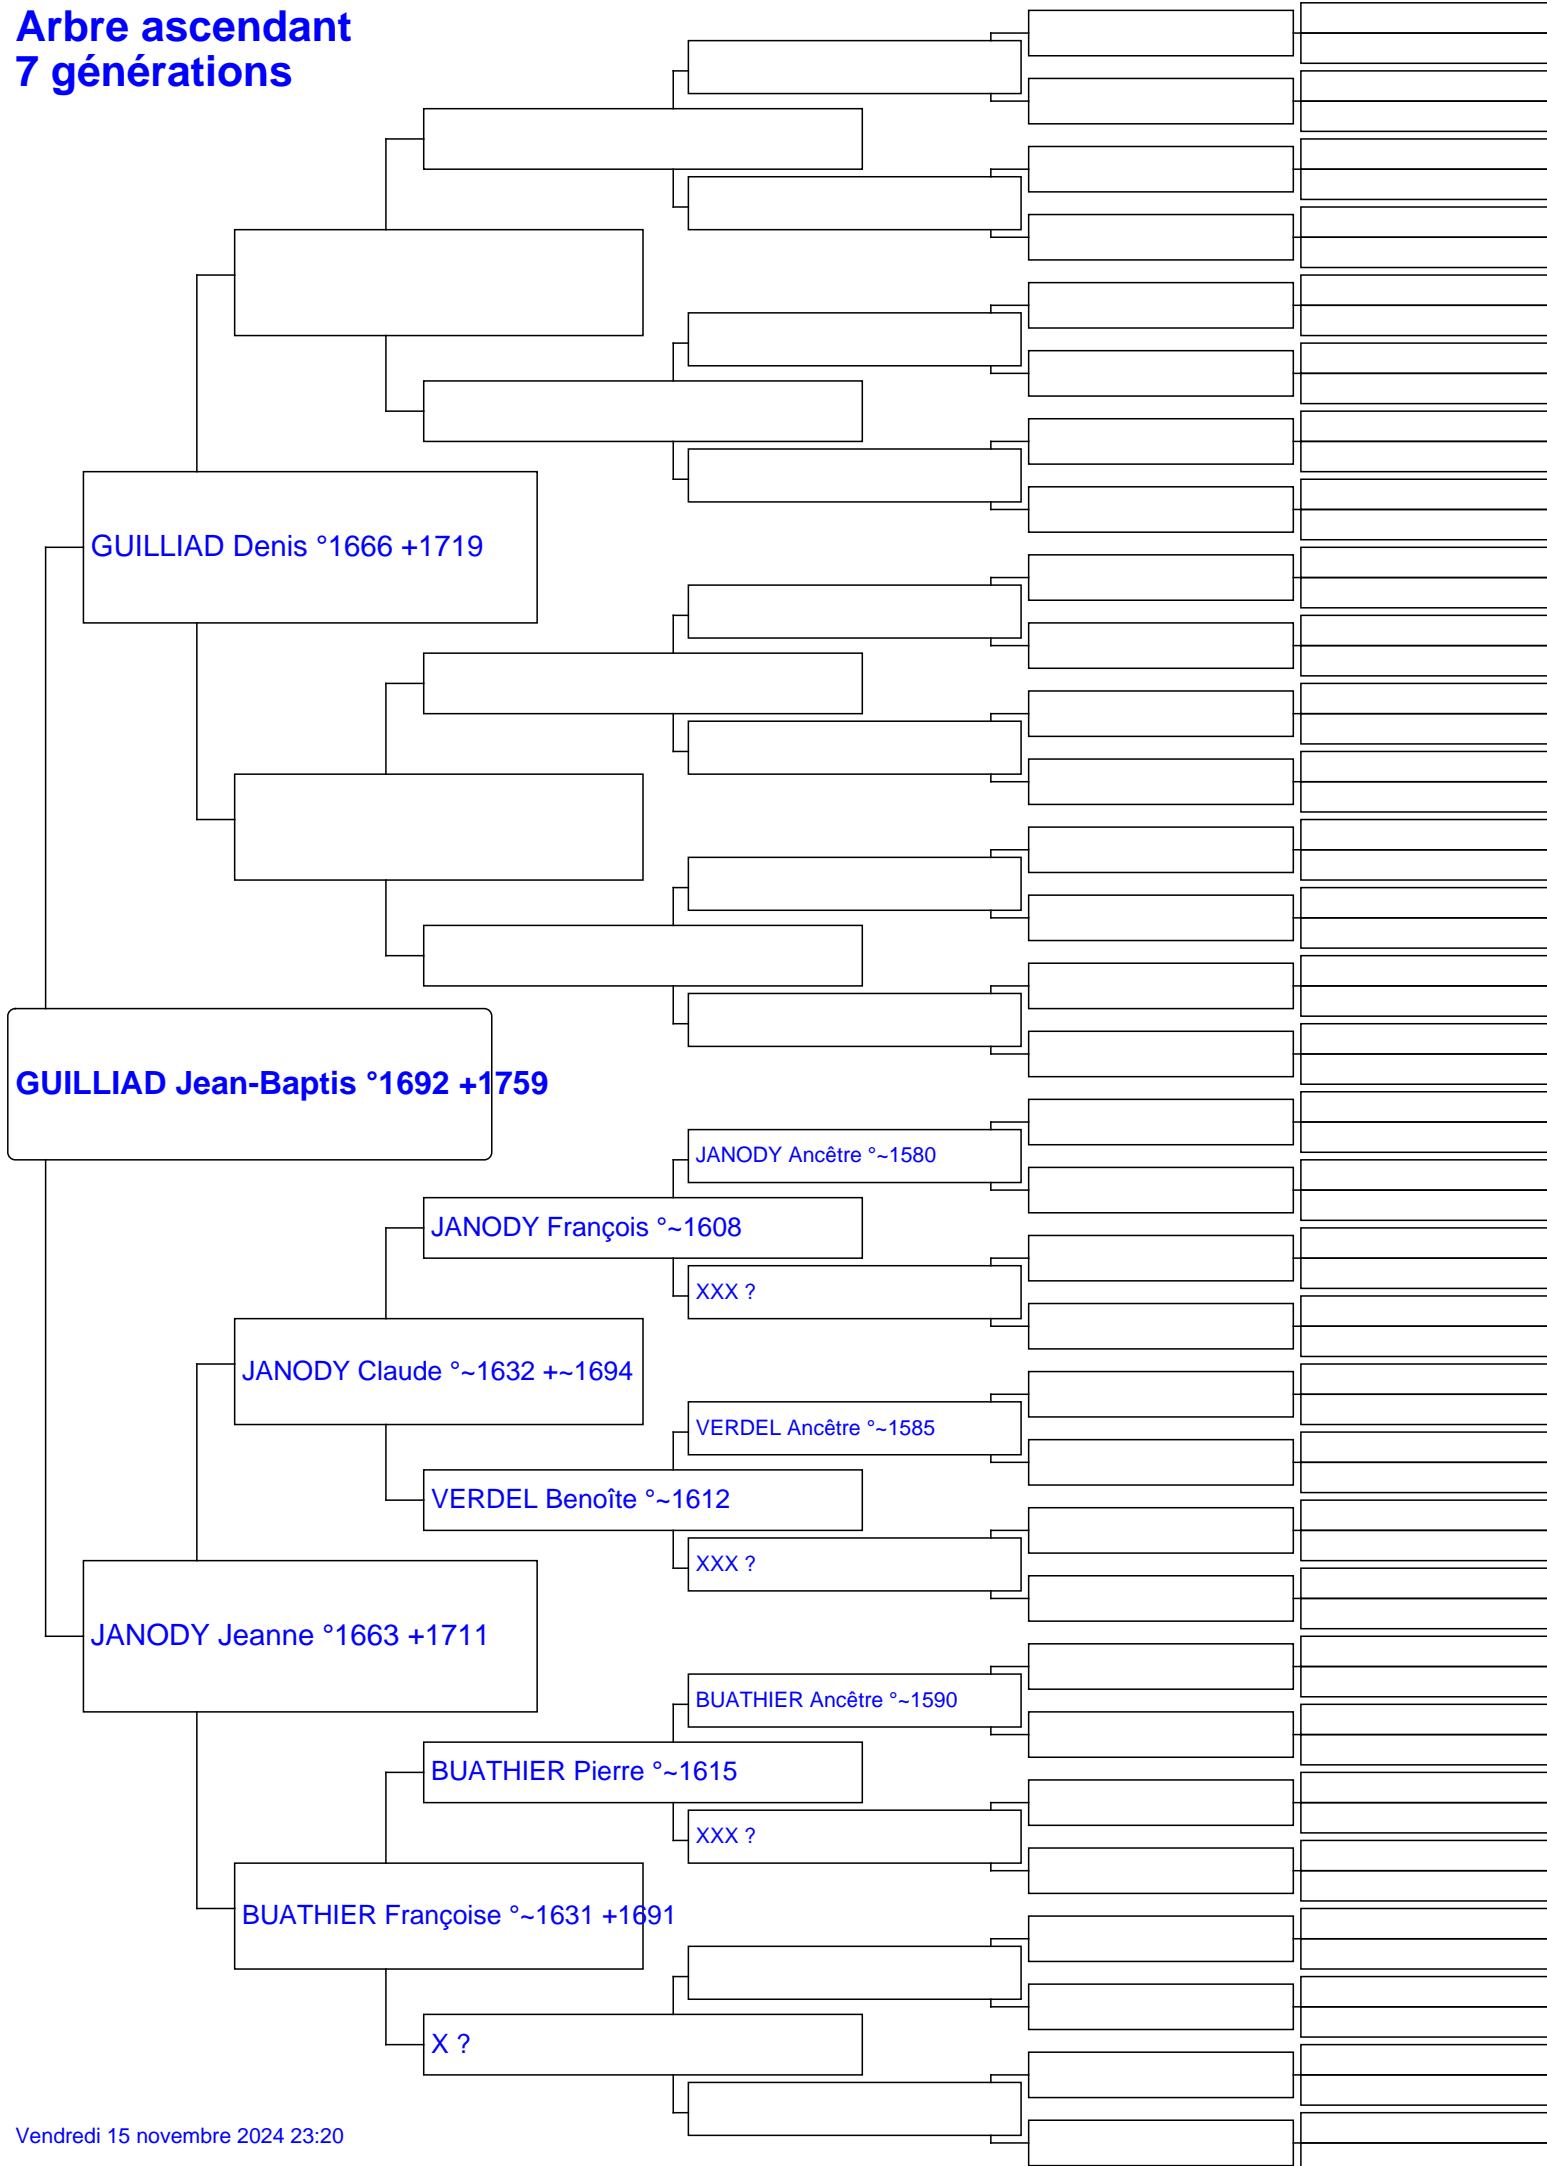 Arbre ascendant
7 générations
GUILLIAD Denis °1666 +1719
GUILLIAD Jean-Baptis °1692 +1759
JANODY Ancêtre °~1580
JANODY François °~1608
XXX ?
JANODY Claude °~1632 +~1694
VERDEL Ancêtre °~1585
VERDEL Benoîte °~1612
XXX ?
JANODY Jeanne °1663 +1711
BUATHIER Ancêtre °~1590
BUATHIER Pierre °~1615
XXX ?
BUATHIER Françoise °~1631 +1691
X ?
Vendredi 15 novembre 2024 23:20